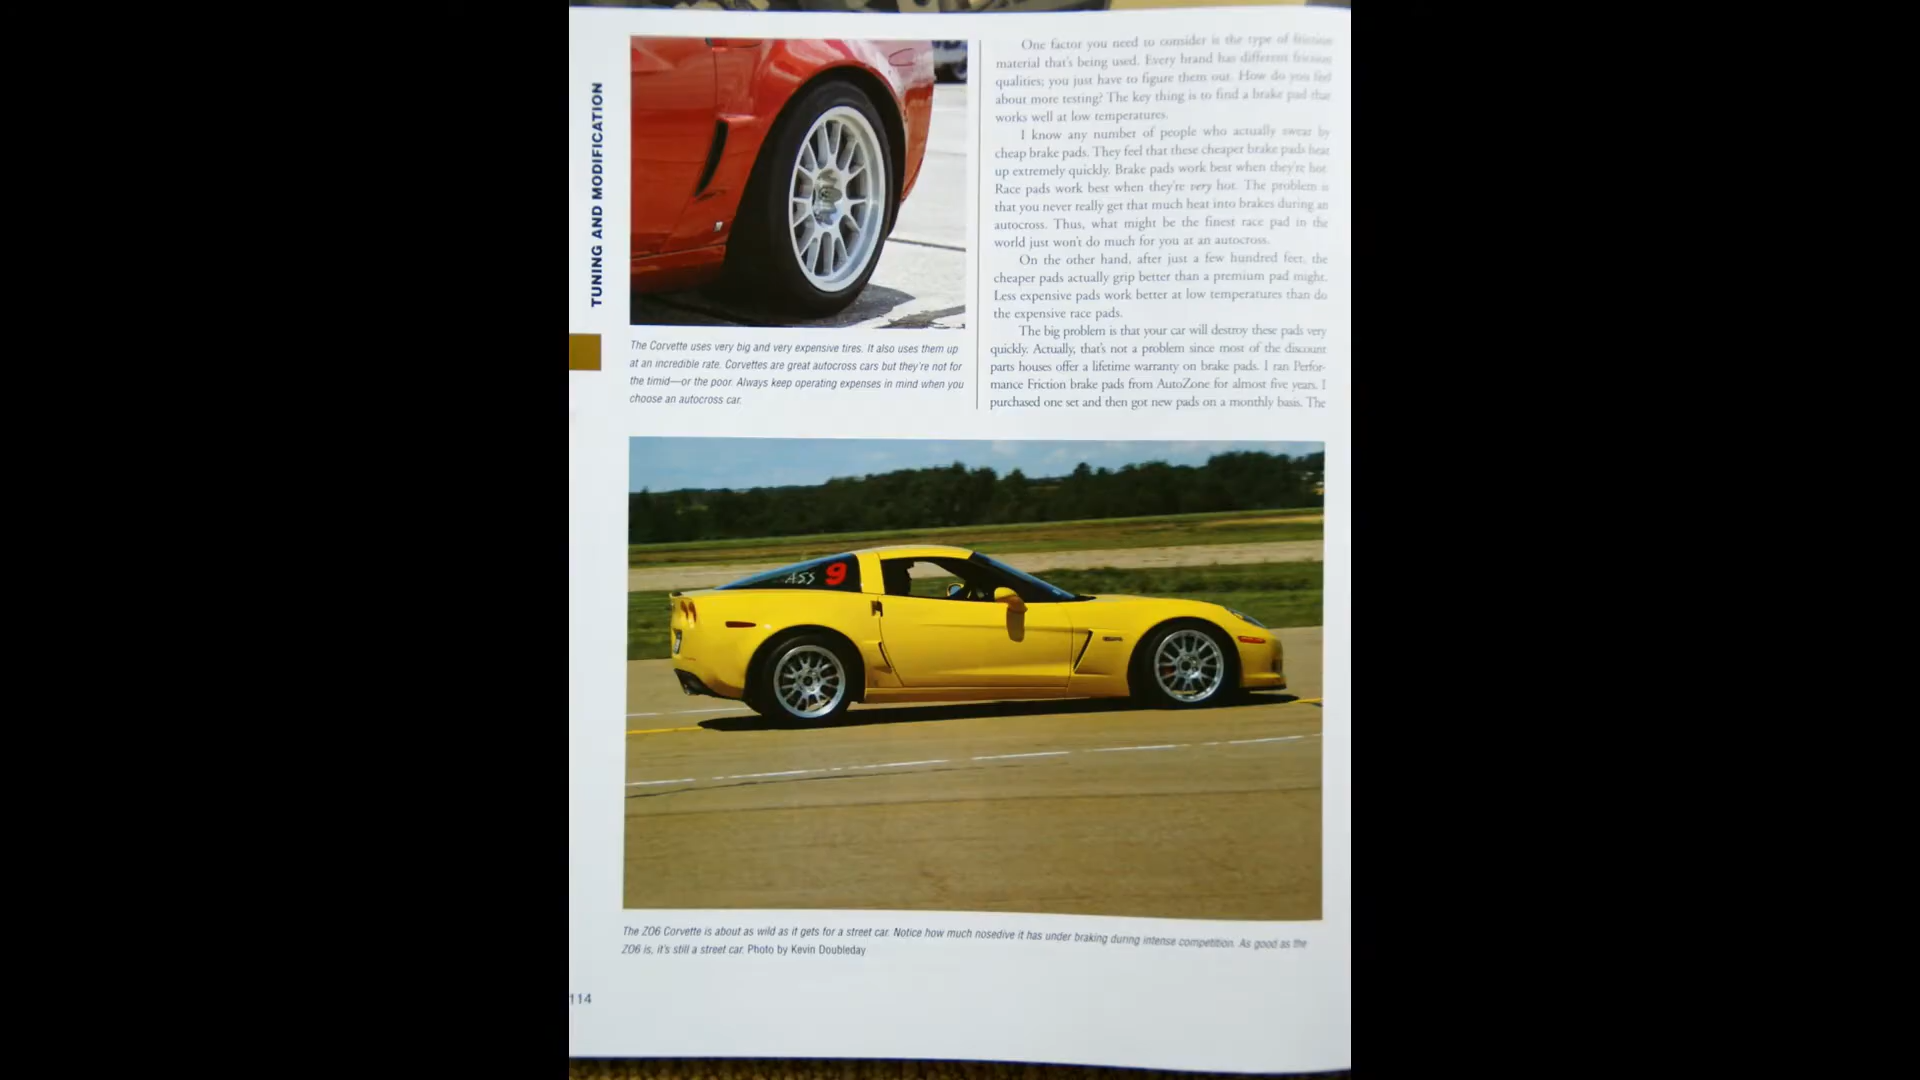 TUNING AND MODIFICATION
The Corvette uses very big and very expensive tires. It also uses them up
at an incredible rate. Corvettes are great autocross cars but they're not for
the timid—or the poor. Always keep operating expenses in mind when you
choose an autocross car.
One factor you need to consider is the type of friction
material that's being used. Every brand has different friction
qualities; you just have to figure them out. How do you feel
about more testing? The key thing is to find a brake pad that
works well at low temperatures.
I know any number of people who actually swear by
cheap brake pads. They feel that these cheaper brake pads heat
up extremely quickly. Brake pads work best when they're hot.
Race pads work best when they're very hot. The problem is
that you never really get that much heat into brakes during an
autocross. Thus, what might be the finest race pad in the
world just won't do much for you at an autocross.
On the other hand, after just a few hundred feet, the
cheaper pads actually grip better than a premium pad might.
Less expensive pads work better at low temperatures than do
the expensive race pads.
The big problem is that your car will destroy these pads very
quickly. Actually, that's not a problem since most of the discount
parts houses offer a lifetime warranty on brake pads. I ran Perfor-
mance Friction brake pads from AutoZone for almost five years. I
purchased one set and then got new pads on a monthly basis. The
ASS 9
The Z06 Corvette is about as wild as it gets for a street car. Notice how much nosedive it has under braking during intense competition. As good as the
Z06 is, it's still a street car. Photo by Kevin Doubleday
114